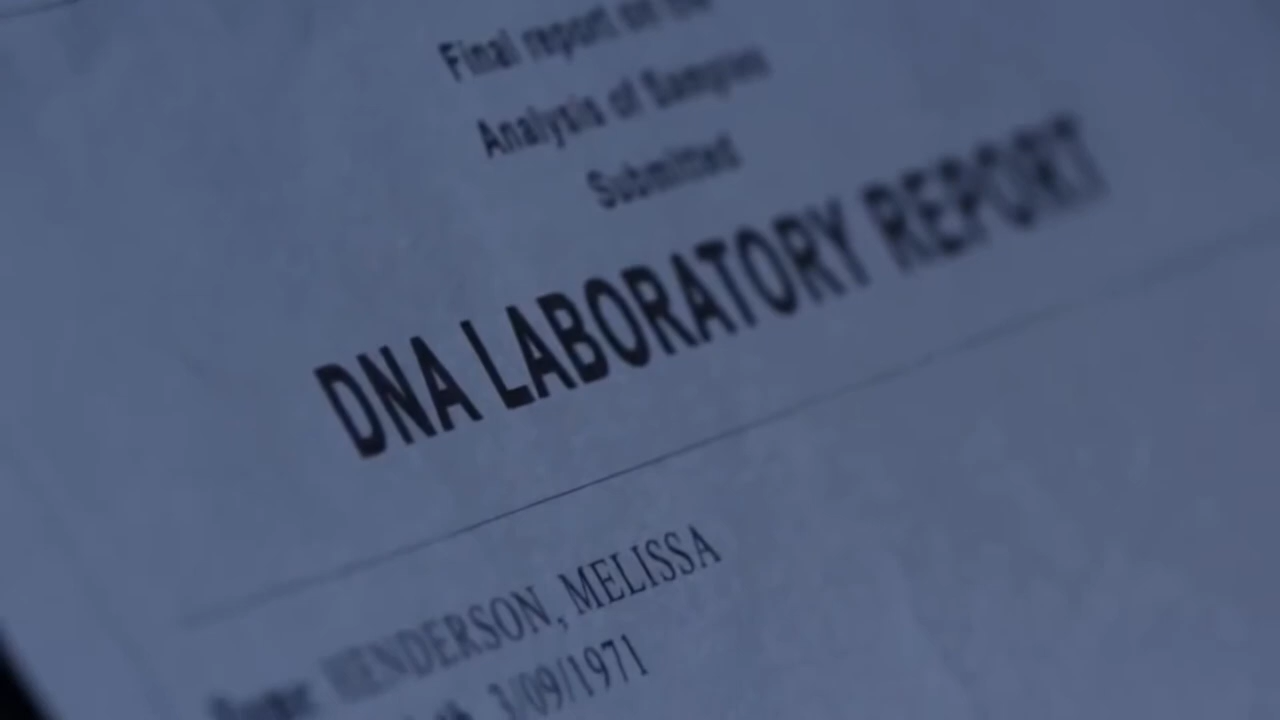 Final report on the
Analysis of Samples
Submitted
DNA LABORATORY REPORT
HENDERSON, MELISSA
3/09/1971